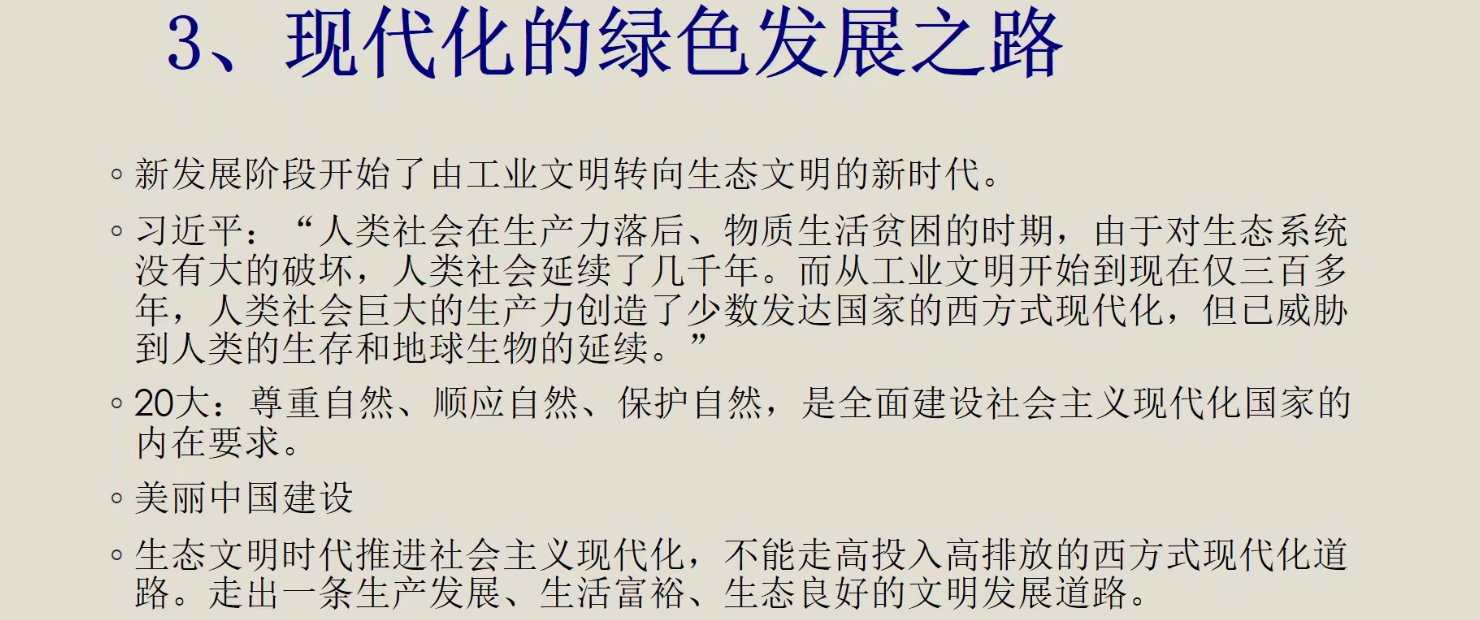 3、现代化的绿色发展之路
◦新发展阶段开始了由工业文明转向生态文明的新时代。
◦习近平：“人类社会在生产力落后、物质生活贫困的时期，由于对生态系统
没有大的破坏，人类社会延续了几千年。而从工业文明开始到现在仅三百多
年，人类社会巨大的生产力创造了少数发达国家的西方式现代化，但已威胁
到人类的生存和地球生物的延续。”
◦20大：尊重自然、顺应自然、保护自然，是全面建设社会主义现代化国家的
内在要求。
◦美丽中国建设
◦生态文明时代推进社会主义现代化，不能走高投入高排放的西方式现代化道
路。走出一条生产发展、生活富裕、生态良好的文明发展道路。